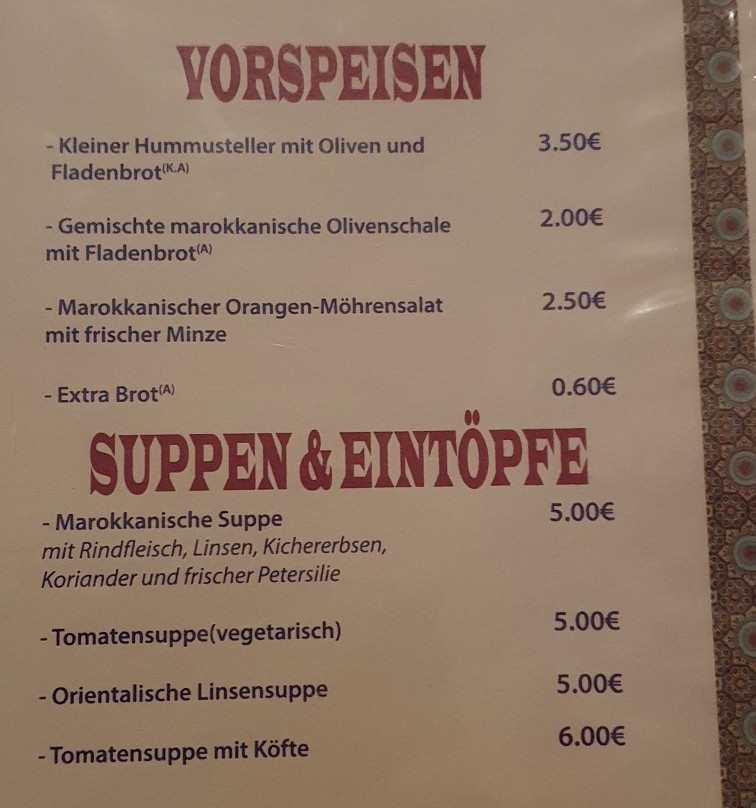 VORSPEISEN
- Kleiner Hummusteller mit Oliven und 3.50€
Fladenbrot(K.A)
- Gemischte marokkanische Olivenschale 2.00€
mit Fladenbrot(A)
- Marokkanischer Orangen-Möhrensalat 2.50€
mit frischer Minze
- Extra Brot(A) 0.60€
SUPPEN & EINTÖPFE
- Marokkanische Suppe 5.00€
mit Rindfleisch, Linsen, Kichererbsen,
Koriander und frischer Petersilie
- Tomatensuppe(vegetarisch) 5.00€
- Orientalische Linsensuppe 5.00€
- Tomatensuppe mit Köfte 6.00€